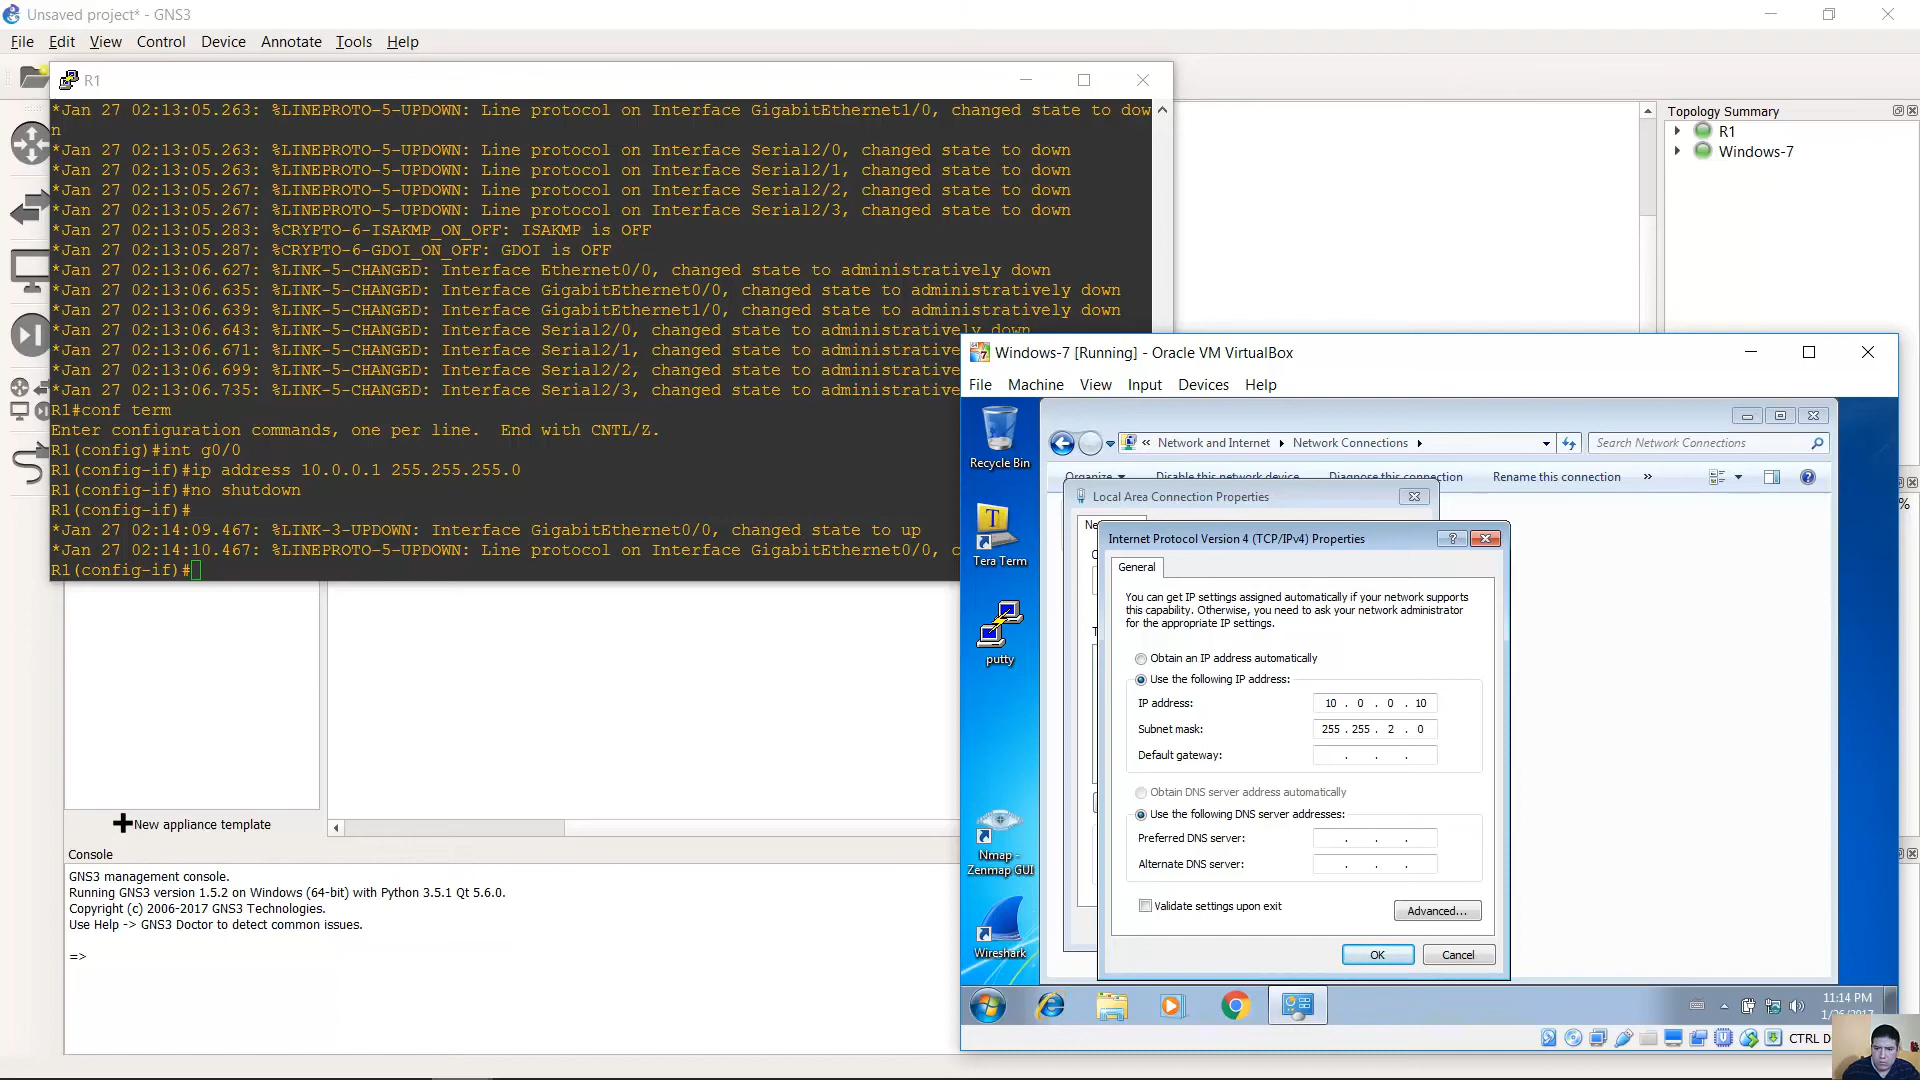 Unsaved project* - GNS3
File Edit View Control Device Annotate Tools Help
R1
*Jan 27 02:13:05.263: %LINEPROTO-5-UPDOWN: Line protocol on Interface GigabitEthernet1/0, changed state to dow
n
*Jan 27 02:13:05.263: %LINEPROTO-5-UPDOWN: Line protocol on Interface Serial2/0, changed state to down
*Jan 27 02:13:05.263: %LINEPROTO-5-UPDOWN: Line protocol on Interface Serial2/1, changed state to down
*Jan 27 02:13:05.267: %LINEPROTO-5-UPDOWN: Line protocol on Interface Serial2/2, changed state to down
*Jan 27 02:13:05.267: %LINEPROTO-5-UPDOWN: Line protocol on Interface Serial2/3, changed state to down
*Jan 27 02:13:05.283: %CRYPTO-6-ISAKMP_ON_OFF: ISAKMP is OFF
*Jan 27 02:13:05.287: %CRYPTO-6-GDOI_ON_OFF: GDOI is OFF
*Jan 27 02:13:06.627: %LINK-5-CHANGED: Interface Ethernet0/0, changed state to administratively down
*Jan 27 02:13:06.635: %LINK-5-CHANGED: Interface GigabitEthernet0/0, changed state to administratively down
*Jan 27 02:13:06.639: %LINK-5-CHANGED: Interface GigabitEthernet1/0, changed state to administratively down
*Jan 27 02:13:06.643: %LINK-5-CHANGED: Interface Serial2/0, changed state to administratively down
*Jan 27 02:13:06.671: %LINK-5-CHANGED: Interface Serial2/1, changed state to administrative
*Jan 27 02:13:06.699: %LINK-5-CHANGED: Interface Serial2/2, changed state to administrative
*Jan 27 02:13:06.735: %LINK-5-CHANGED: Interface Serial2/3, changed state to administrative
R1#conf term
Enter configuration commands, one per line. End with CNTL/Z.
R1(config)#int g0/0
R1(config-if)#ip address 10.0.0.1 255.255.255.0
R1(config-if)#no shutdown
R1(config-if)#
*Jan 27 02:14:09.467: %LINK-3-UPDOWN: Interface GigabitEthernet0/0, changed state to up
*Jan 27 02:14:10.467: %LINEPROTO-5-UPDOWN: Line protocol on Interface GigabitEthernet0/0, c
R1(config-if)#
Topology Summary
R1
Windows-7
%
New appliance template
Console
GNS3 management console.
Running GNS3 version 1.5.2 on Windows (64-bit) with Python 3.5.1 Qt 5.6.0.
Copyright (c) 2006-2017 GNS3 Technologies.
Use Help -> GNS3 Doctor to detect common issues.
=>
Windows-7 [Running] - Oracle VM VirtualBox
File Machine View Input Devices Help
Recycle Bin
Tera Term
putty
Nmap -
Zenmap GUI
Wireshark
« Network and Internet Network Connections
Search Network Connections
Organize Disable this network device Diagnose this connection Rename this connection »
Local Area Connection Properties
Ne
Internet Protocol Version 4 (TCP/IPv4) Properties
General
You can get IP settings assigned automatically if your network supports
this capability. Otherwise, you need to ask your network administrator
for the appropriate IP settings.
Obtain an IP address automatically
Use the following IP address:
IP address: 10 . 0 . 0 . 10
Subnet mask: 255 . 255 . 2 . 0
Default gateway: . . .
Obtain DNS server address automatically
Use the following DNS server addresses:
Preferred DNS server: . . .
Alternate DNS server: . . .
Validate settings upon exit
Advanced...
OK Cancel
11:14 PM
CTRL D